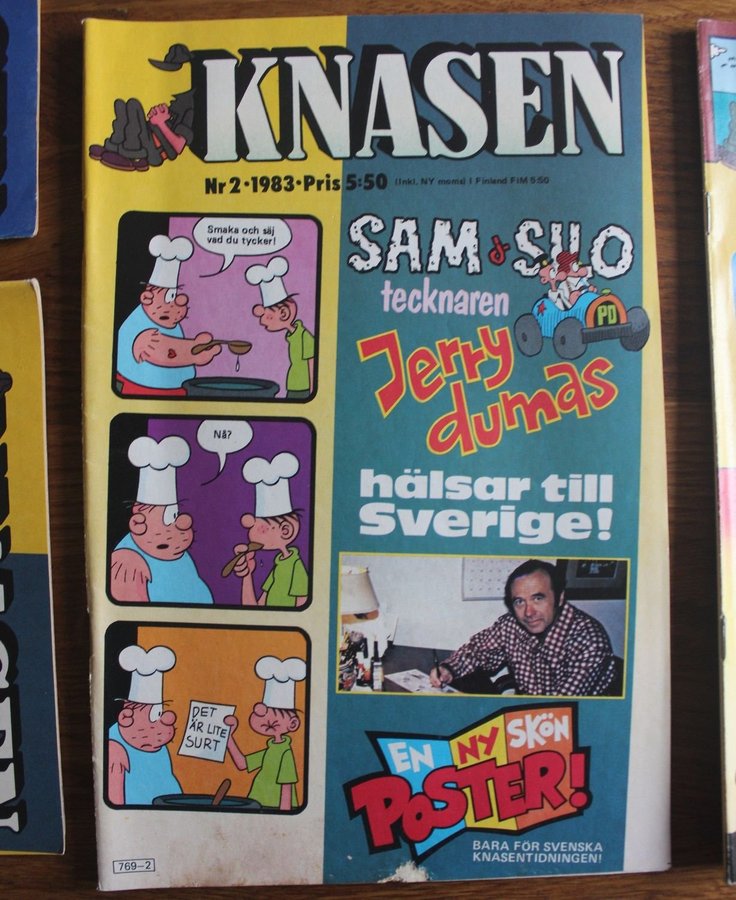 KNASEN
Nr 2·1983·Pris 5:50 (Inkl. NY moms) I Finland FIM 5:50
Smaka och säj
vad du tycker!
Nå?
DET
ÄR LITE
SURT
769-2
SAM & SILO
PD
tecknaren
Jerry
dumas
hälsar till
Sverige!
EN NY SKÖN
POSTER!
BARA FÖR SVENSKA
KNASENTIDNINGEN!